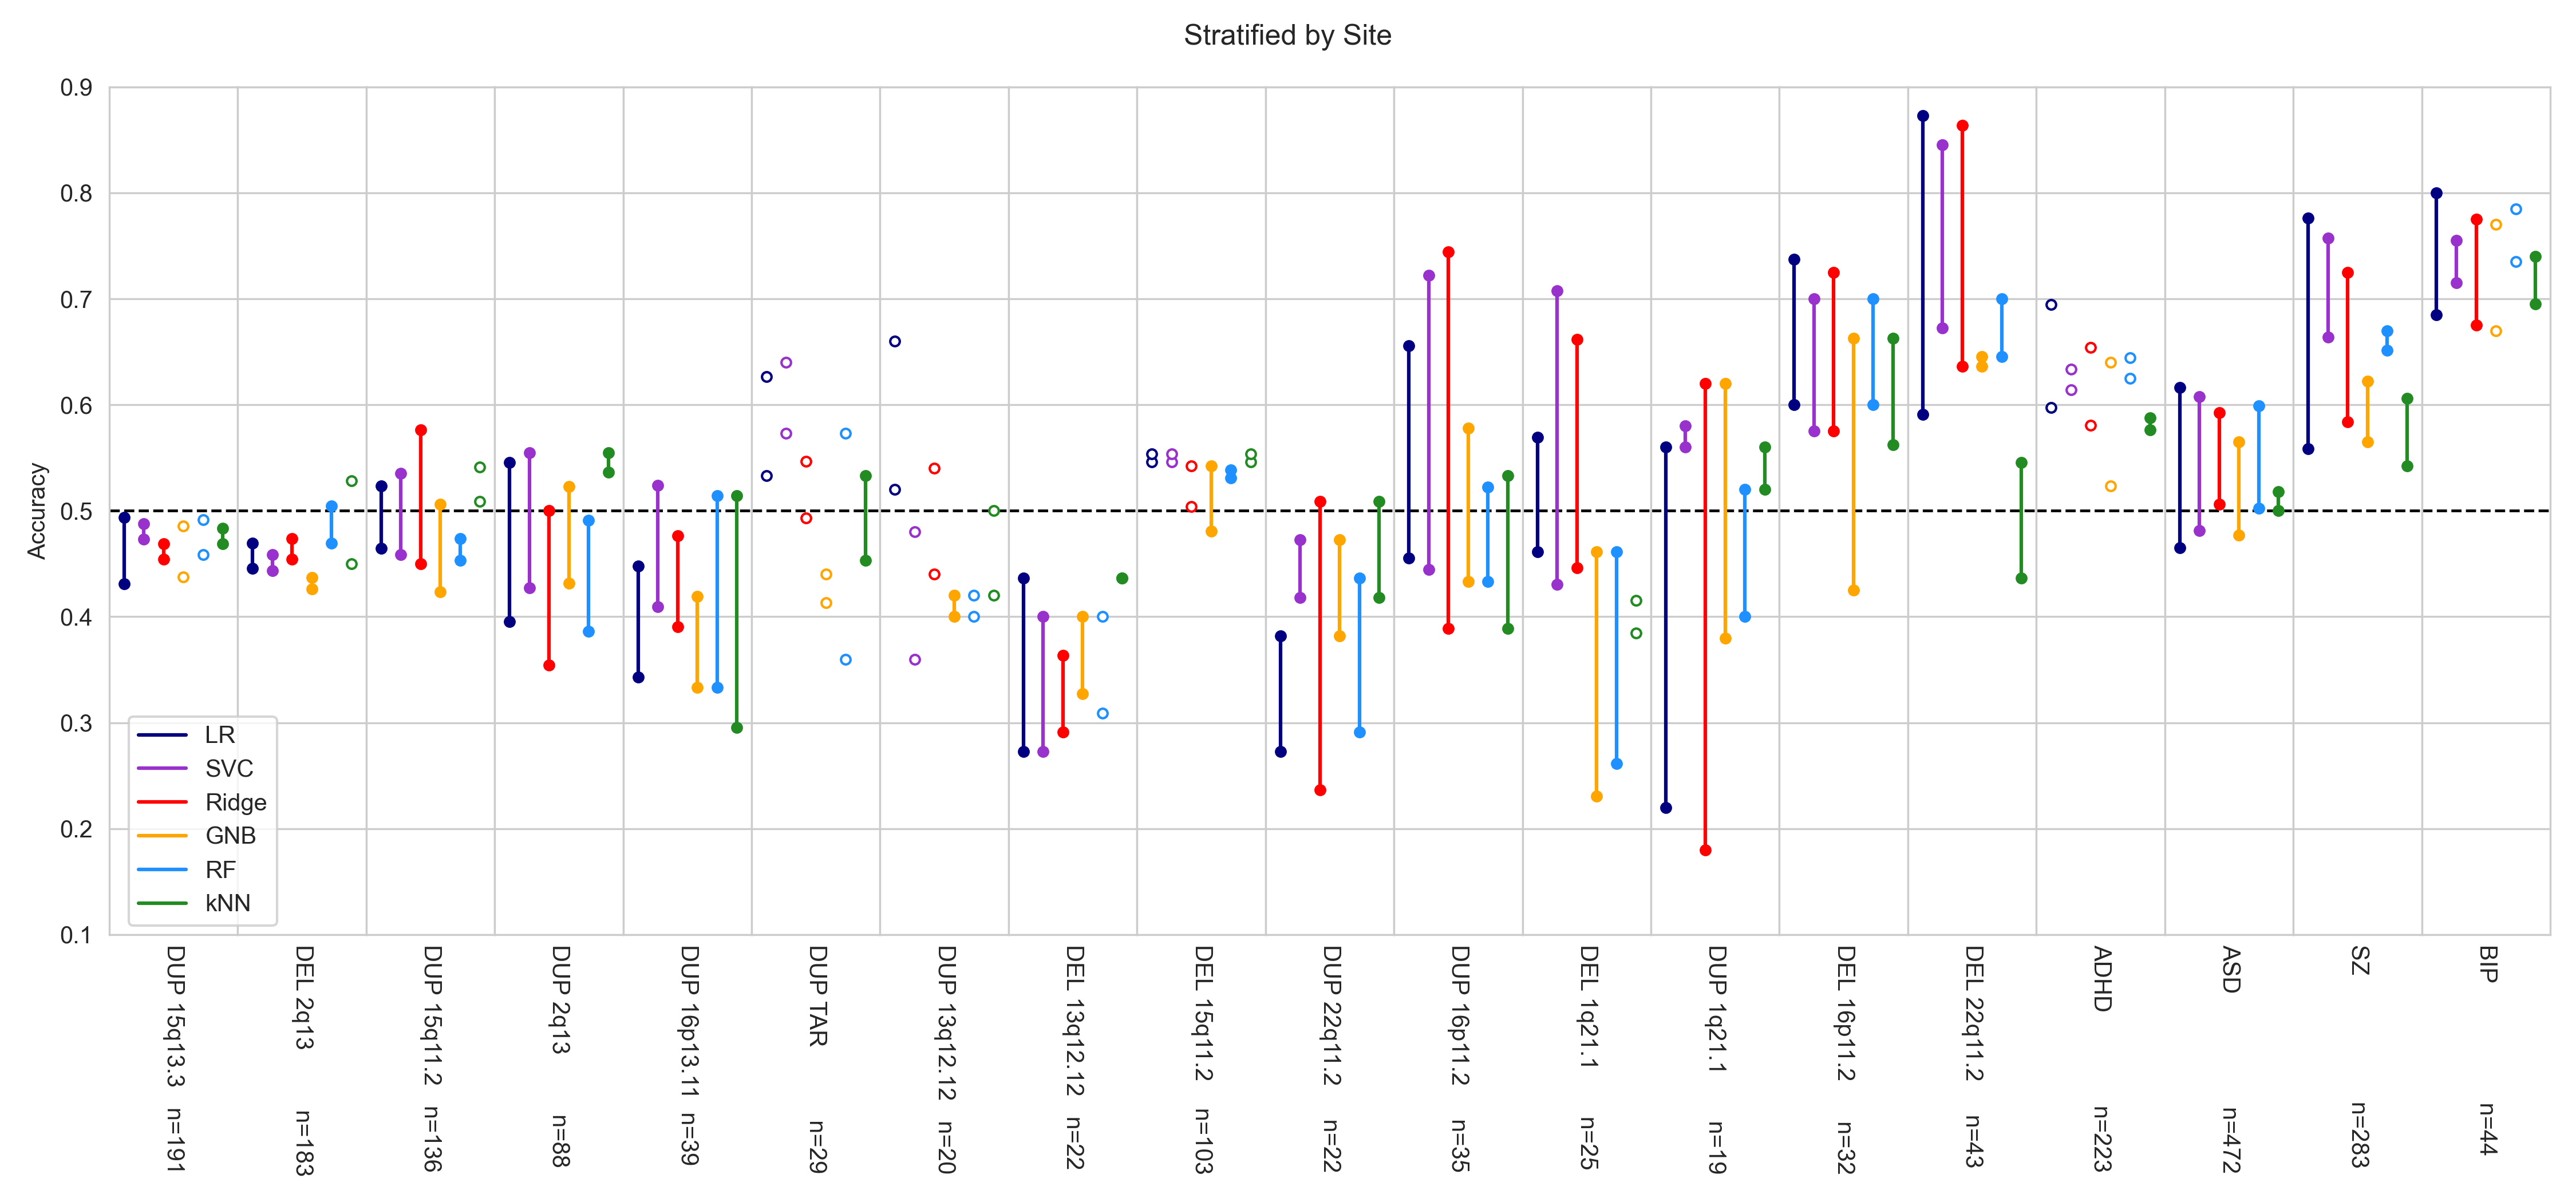 Stratified by Site
Accuracy
0.9
0.8
0.7
0.6
0.5
0.4
0.3
0.2
0.1
LR
SVC
Ridge
GNB
RF
kNN
DUP 15q13.3 n=191
DEL 2q13 n=183
DUP 15q11.2 n=136
DUP 2q13 n=88
DUP 16p13.11 n=39
DUP TAR n=29
DUP 13q12.12 n=20
DEL 13q12.12 n=22
DEL 15q11.2 n=103
DUP 22q11.2 n=22
DUP 16p11.2 n=35
DEL 1q21.1 n=25
DUP 1q21.1 n=19
DEL 16p11.2 n=32
DEL 22q11.2 n=43
ADHD n=223
ASD n=472
SZ n=283
BIP n=44